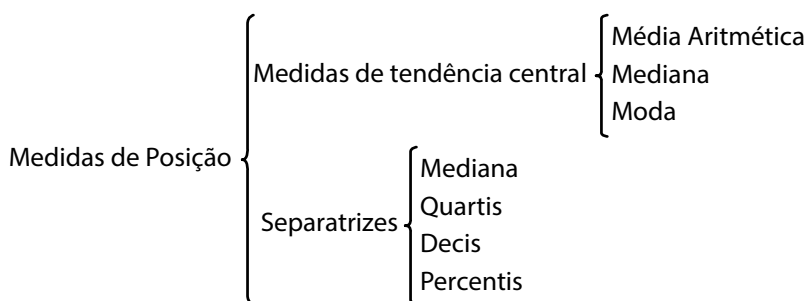 Medidas de Posição
Medidas de tendência central
Média Aritmética
Mediana
Moda
Separatrizes
Mediana
Quartis
Decis
Percentis